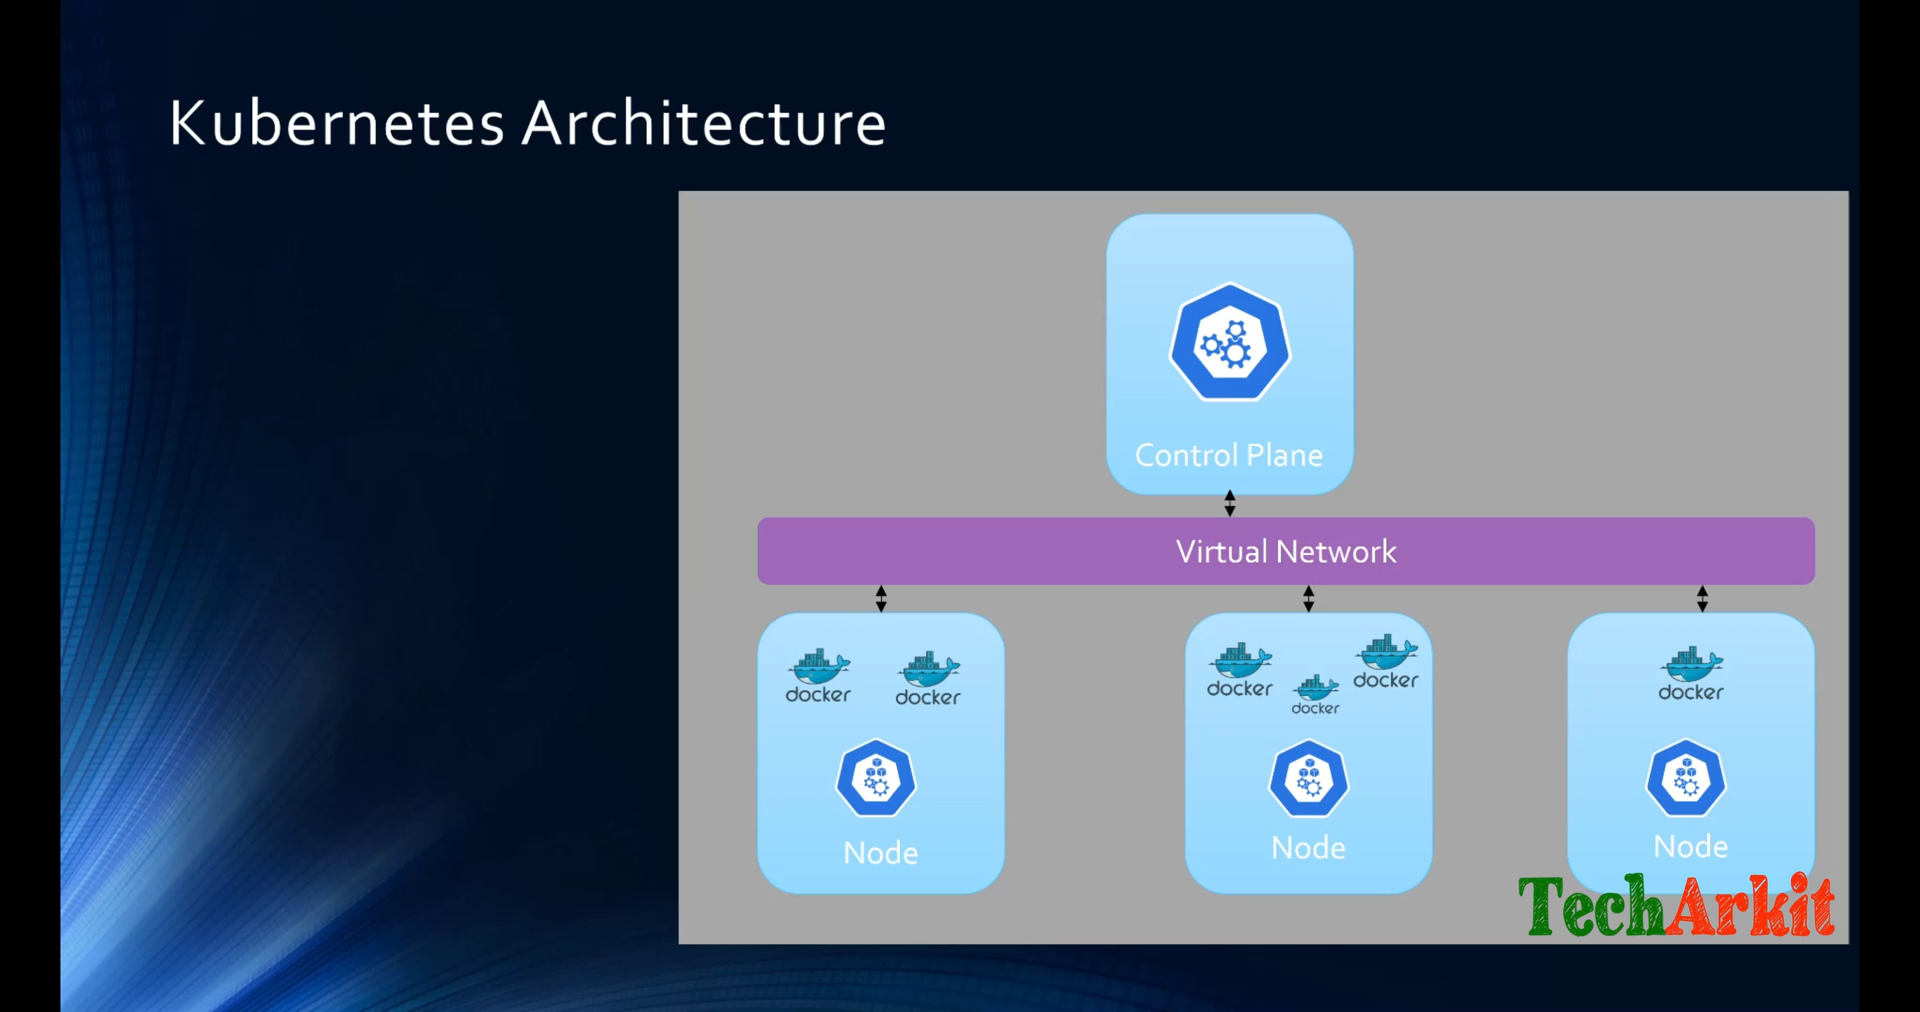 Kubernetes Architecture
Control Plane
Virtual Network
docker
docker
Node
docker
docker
docker
Node
docker
Node
TechArkit